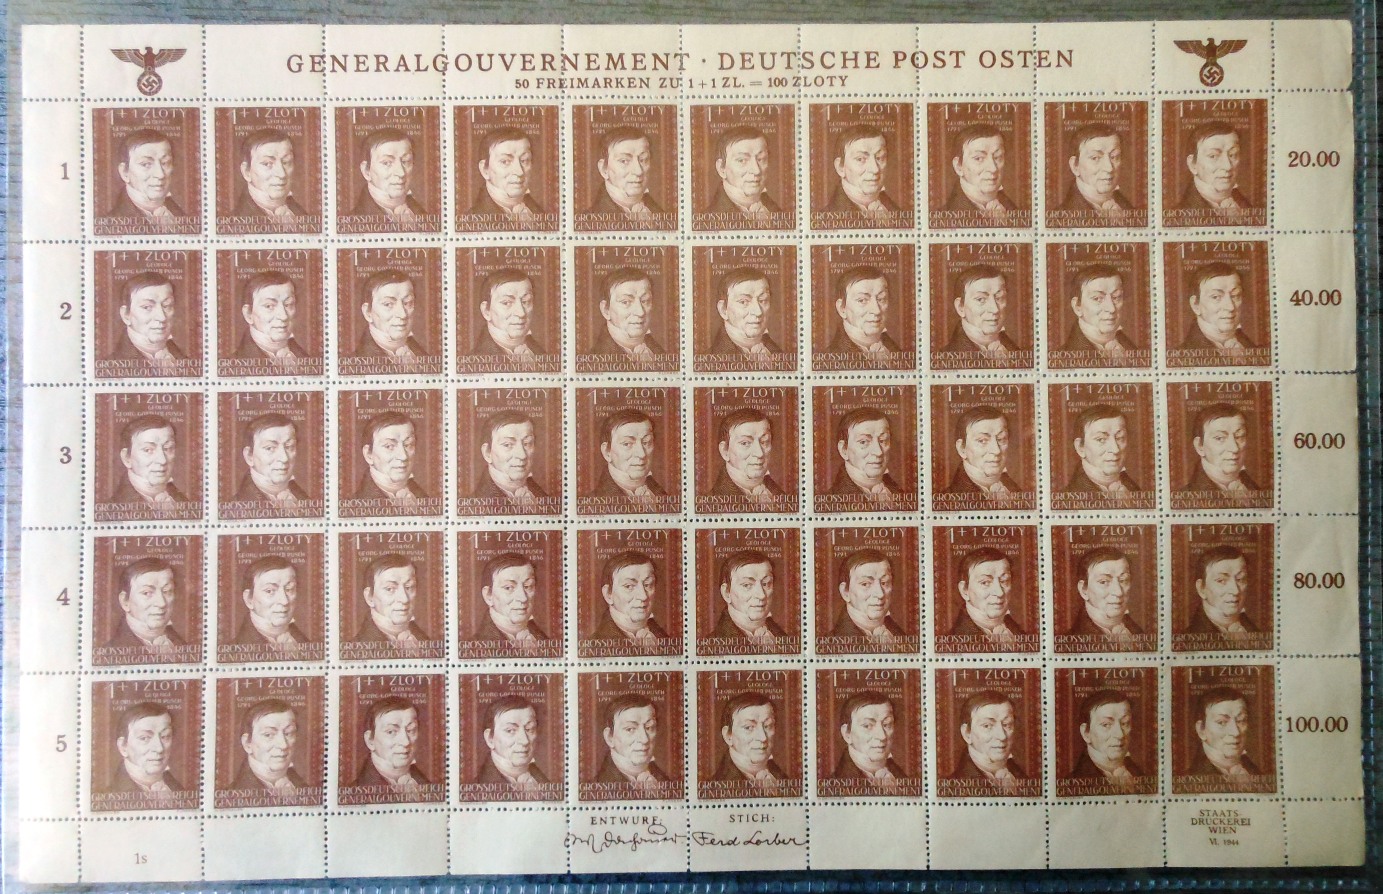 GENERALGOUVERNEMENT · DEUTSCHE POST OSTEN
50 FREIMARKEN ZU 1+1 ZL. = 100 ZLOTY
1+1 ZLOTY
GEOLOGE
GEORG GOTTLIEB PUSCH
1791 1846
GROSSDEUTSCHES REICH
GENERALGOUVERNEMENT
1
20.00
2
40.00
3
60.00
4
80.00
5
100.00
ENTWURF:
STICH:
Ferd Lorber
STAATS-
DRUCKEREI
WIEN
VI. 1944
1s